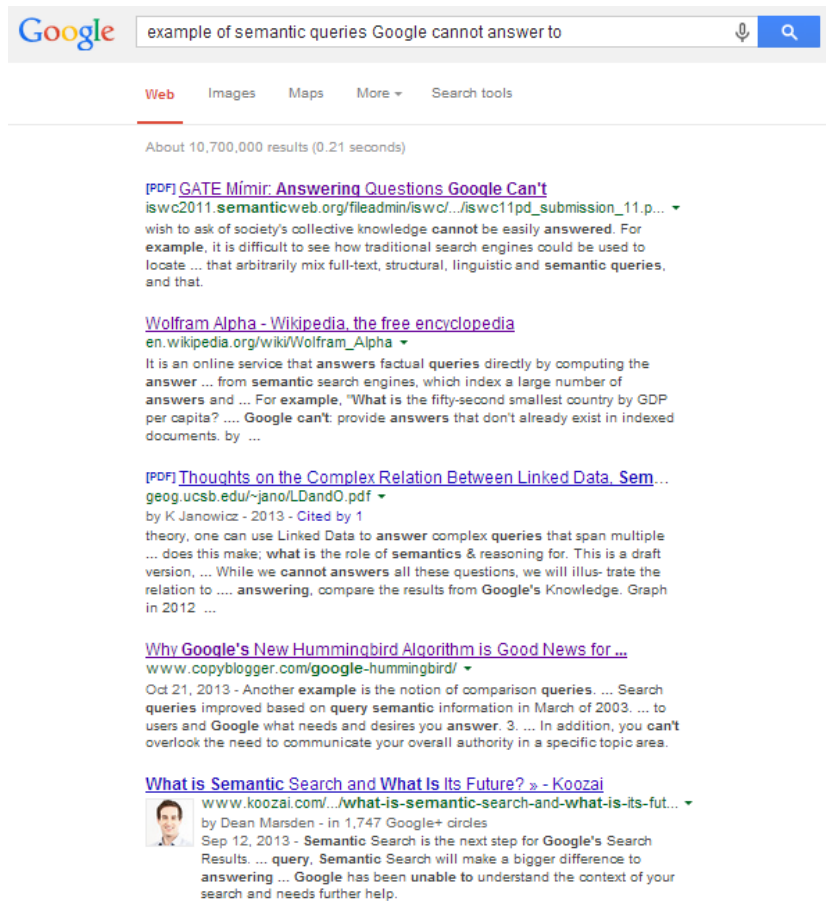 Google example of semantic queries Google cannot answer to
Web Images Maps More Search tools
About 10,700,000 results (0.21 seconds)
[PDF] GATE Mímir: Answering Questions Google Can't
iswc2011.semanticweb.org/fileadmin/iswc/.../iswc11pd_submission_11.p...
wish to ask of society's collective knowledge cannot be easily answered. For
example, it is difficult to see how traditional search engines could be used to
locate ... that arbitrarily mix full-text, structural, linguistic and semantic queries,
and that.
Wolfram Alpha - Wikipedia, the free encyclopedia
en.wikipedia.org/wiki/Wolfram_Alpha
It is an online service that answers factual queries directly by computing the
answer ... from semantic search engines, which index a large number of
answers and ... For example, "What is the fifty-second smallest country by GDP
per capita? .... Google can't: provide answers that don't already exist in indexed
documents. by ...
[PDF] Thoughts on the Complex Relation Between Linked Data, Sem...
geog.ucsb.edu/~jano/LDandO.pdf
by K Janowicz - 2013 - Cited by 1
theory, one can use Linked Data to answer complex queries that span multiple
... does this make; what is the role of semantics & reasoning for. This is a draft
version, ... While we cannot answers all these questions, we will illus- trate the
relation to .... answering, compare the results from Google's Knowledge. Graph
in 2012 ...
Why Google's New Hummingbird Algorithm is Good News for ...
www.copyblogger.com/google-hummingbird/
Oct 21, 2013 - Another example is the notion of comparison queries. ... Search
queries improved based on query semantic information in March of 2003. ... to
users and Google what needs and desires you answer. 3. ... In addition, you can't
overlook the need to communicate your overall authority in a specific topic area.
What is Semantic Search and What Is Its Future? » - Koozai
www.koozai.com/.../what-is-semantic-search-and-what-is-its-fut...
by Dean Marsden - in 1,747 Google+ circles
Sep 12, 2013 - Semantic Search is the next step for Google's Search
Results. ... query, Semantic Search will make a bigger difference to
answering ... Google has been unable to understand the context of your
search and needs further help.